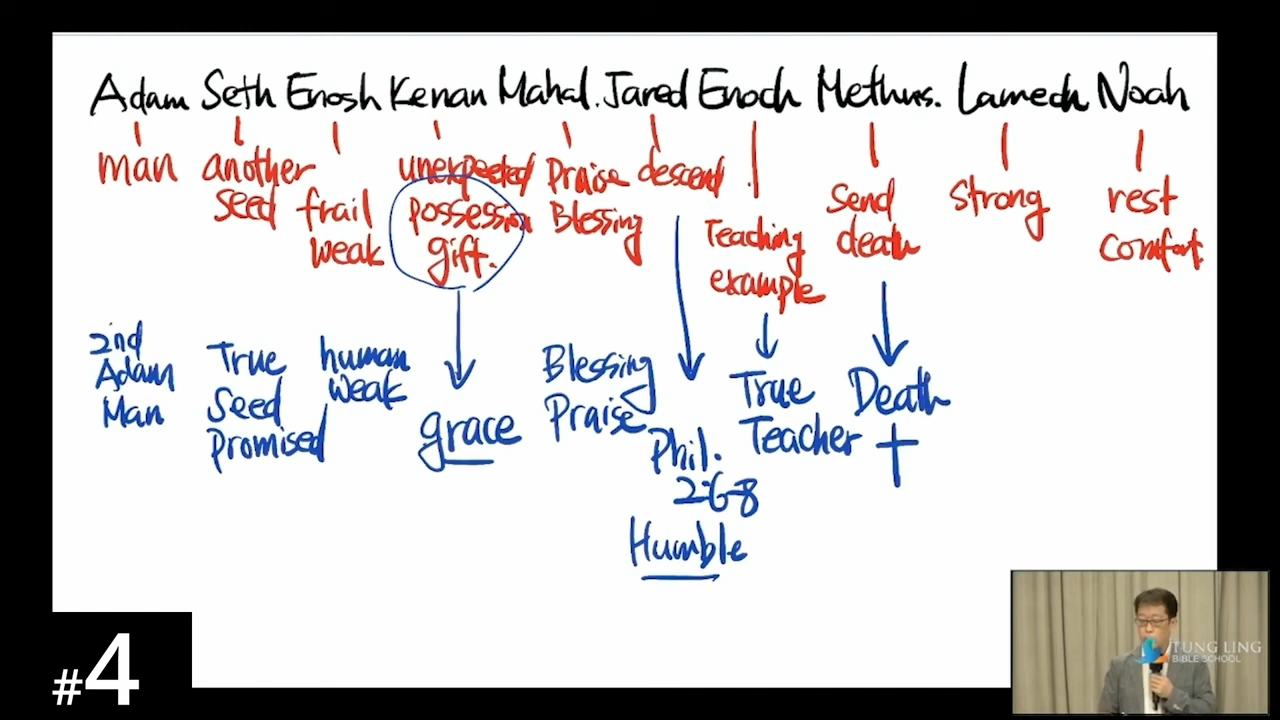 Adam Seth Enosh Kenan Mahal. Jared Enoch Methus. Lamech Noah
man
another
seed
frail
weak
unexpected
possession
gift.
Praise
Blessing
descend
Teaching
example
send
death
strong
rest
comfort
2nd
Adam
Man
True
Seed
Promised
human
weak
grace
Blessing
Praise
Phil.
2:6-8
Humble
True
Teacher
Death
#4
TUNG LING
BIBLE SCHOOL